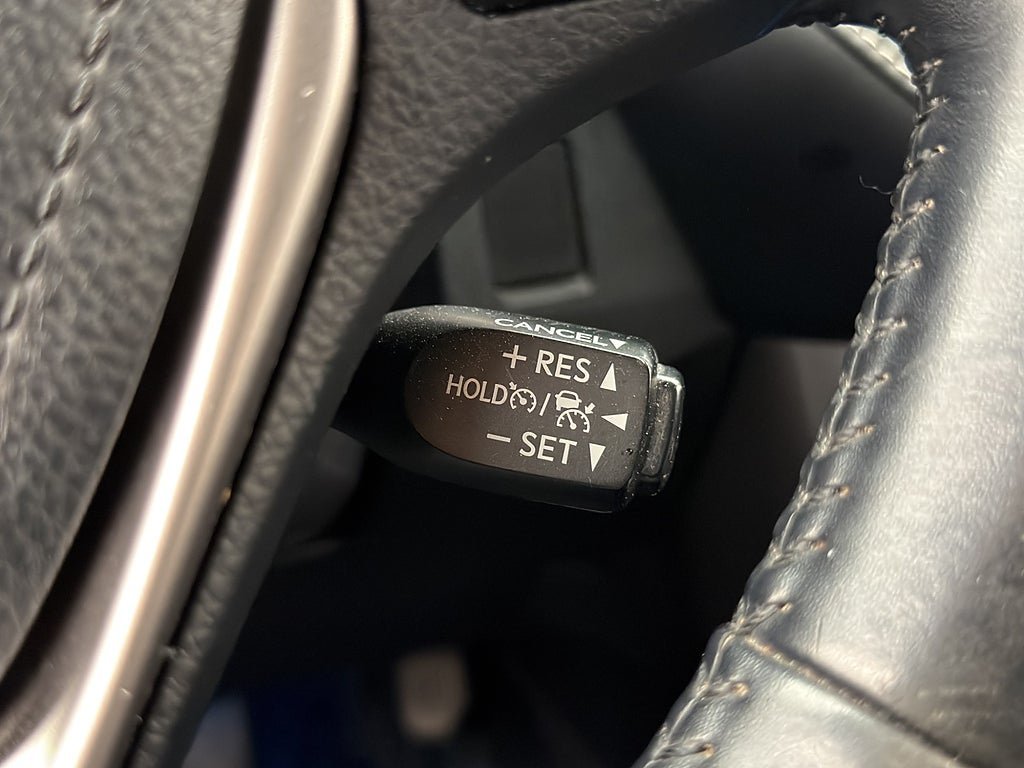 CANCEL▼
+ RES ▲
HOLD / ◀
− SET ▼